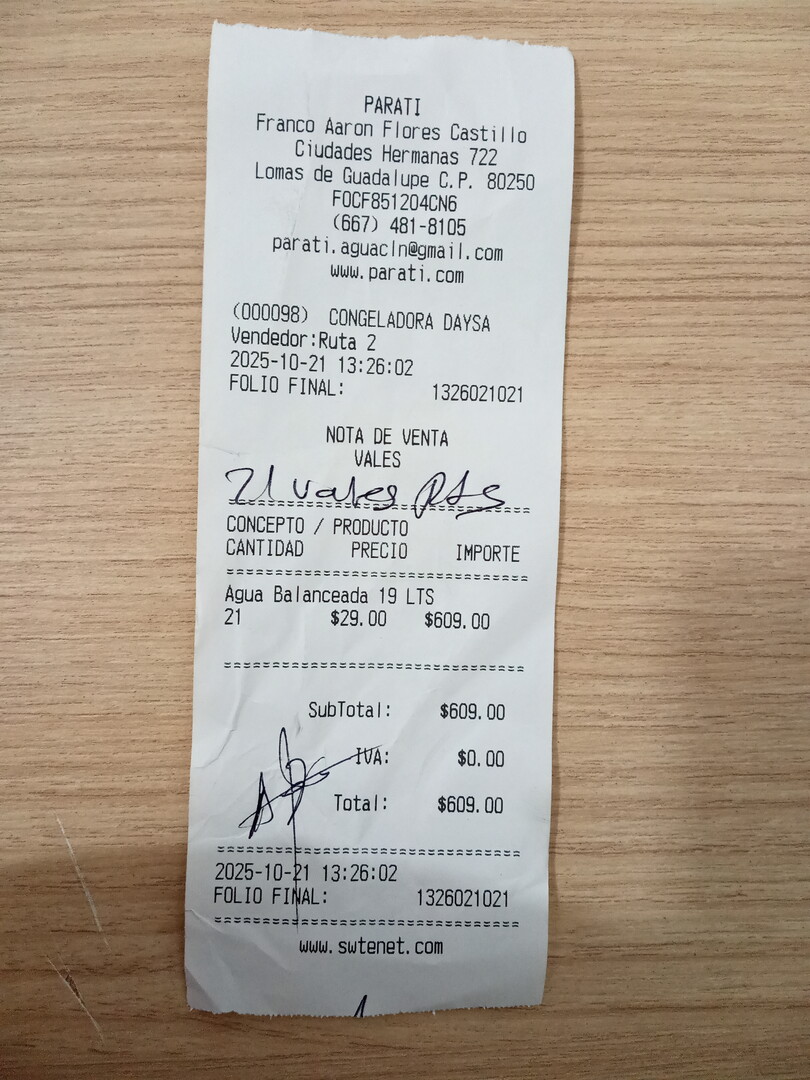 PARATI
Franco Aaron Flores Castillo
Ciudades Hermanas 722
Lomas de Guadalupe C.P. 80250
FOCF851204CN6
(667) 481-8105
parati.aguacln@gmail.com
www.parati.com
(000098) CONGELADORA DAYSA
Vendedor:Ruta 2
2025-10-21 13:26:02
FOLIO FINAL: 1326021021
NOTA DE VENTA
VALES
21 vales
CONCEPTO / PRODUCTO
CANTIDAD PRECIO IMPORTE
Agua Balanceada 19 LTS
21 $29.00 $609.00
SubTotal: $609.00
IVA: $0.00
Total: $609.00
2025-10-21 13:26:02
FOLIO FINAL: 1326021021
www.swtenet.com